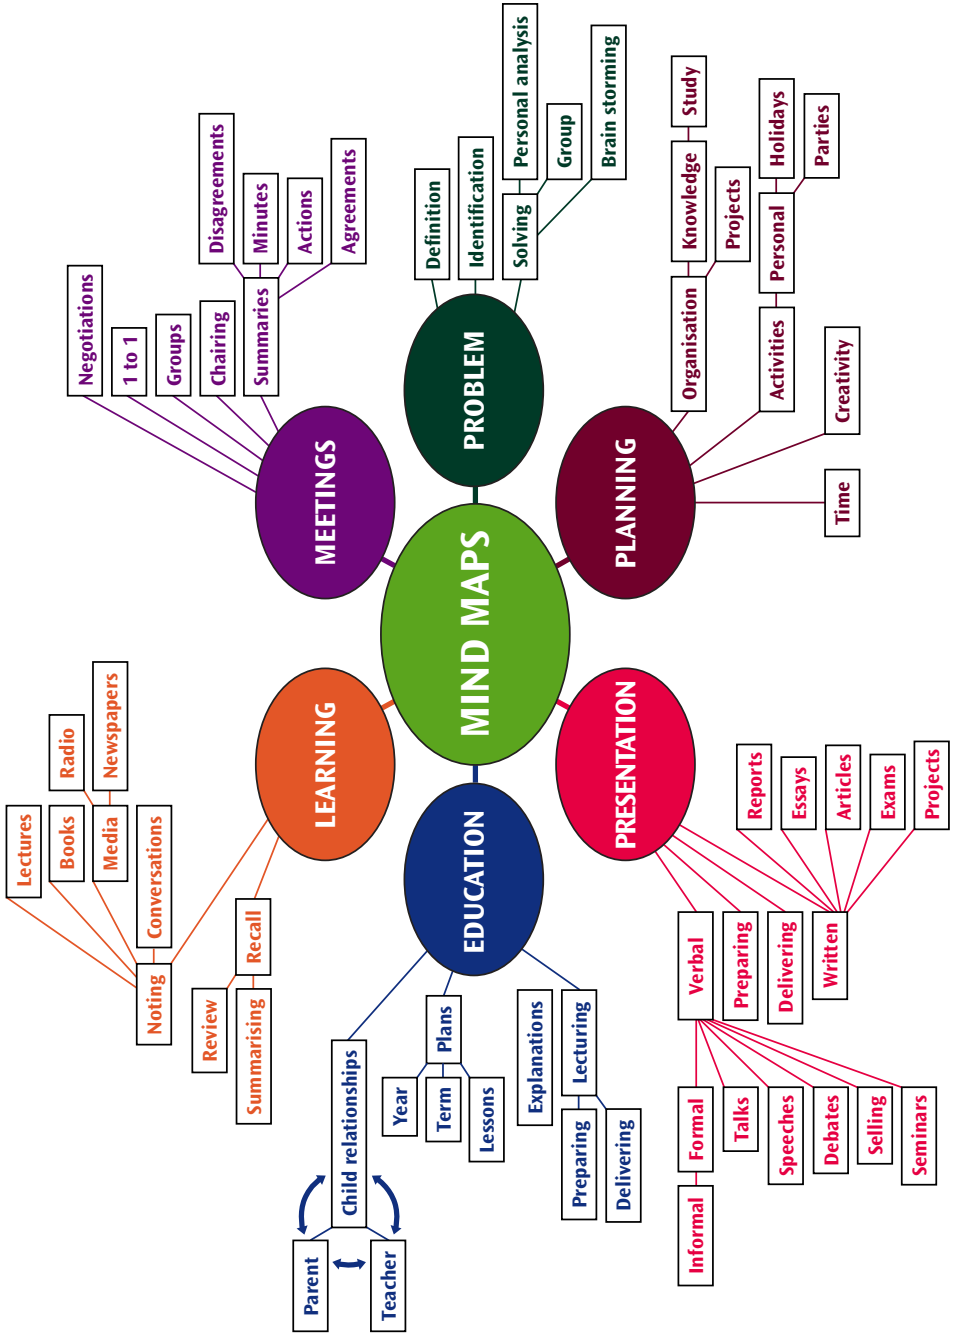 MIND MAPS
LEARNING
Noting
Lectures
Books
Media
Radio
Newspapers
Conversations
Recall
Review
Summarising
MEETINGS
Negotiations
1 to 1
Groups
Chairing
Summaries
Disagreements
Minutes
Actions
Agreements
PROBLEM
Definition
Identification
Solving
Personal analysis
Group
Brain storming
PLANNING
Organisation
Knowledge
Study
Projects
Activities
Personal
Holidays
Parties
Creativity
Time
PRESENTATION
Verbal
Formal
Informal
Talks
Speeches
Debates
Selling
Seminars
Preparing
Delivering
Written
Reports
Essays
Articles
Exams
Projects
EDUCATION
Child relationships
Parent
Teacher
Plans
Year
Term
Lessons
Explanations
Lecturing
Preparing
Delivering